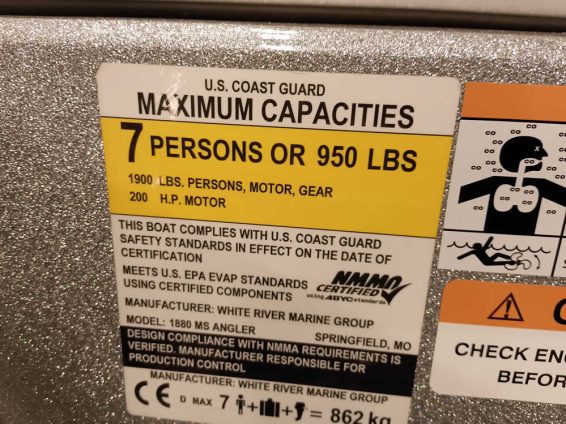 U.S. COAST GUARD
MAXIMUM CAPACITIES
7 PERSONS OR 950 LBS
1900 LBS. PERSONS, MOTOR, GEAR
200 H.P. MOTOR
THIS BOAT COMPLIES WITH U.S. COAST GUARD
SAFETY STANDARDS IN EFFECT ON THE DATE OF
CERTIFICATION
MEETS U.S. EPA EVAP STANDARDS
USING CERTIFIED COMPONENTS
NMMA
CERTIFIED
using ABYC standards
MANUFACTURER: WHITE RIVER MARINE GROUP
MODEL: 1880 MS ANGLER SPRINGFIELD, MO
DESIGN COMPLIANCE WITH NMMA REQUIREMENTS IS
VERIFIED. MANUFACTURER RESPONSIBLE FOR
PRODUCTION CONTROL
MANUFACTURER: WHITE RIVER MARINE GROUP
CE D MAX 7 + + = 862 kg
CHECK EN
BEFOR